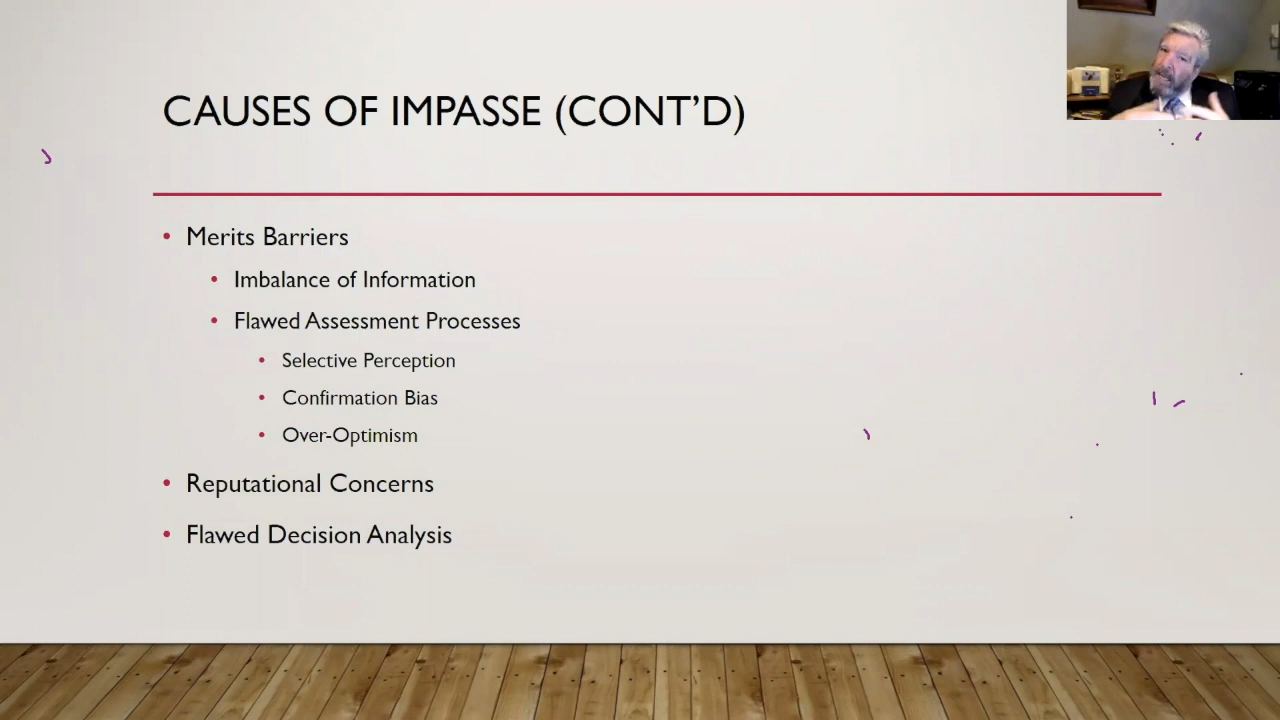 CAUSES OF IMPASSE (CONT'D)
• Merits Barriers
• Imbalance of Information
• Flawed Assessment Processes
• Selective Perception
• Confirmation Bias
• Over-Optimism
• Reputational Concerns
• Flawed Decision Analysis